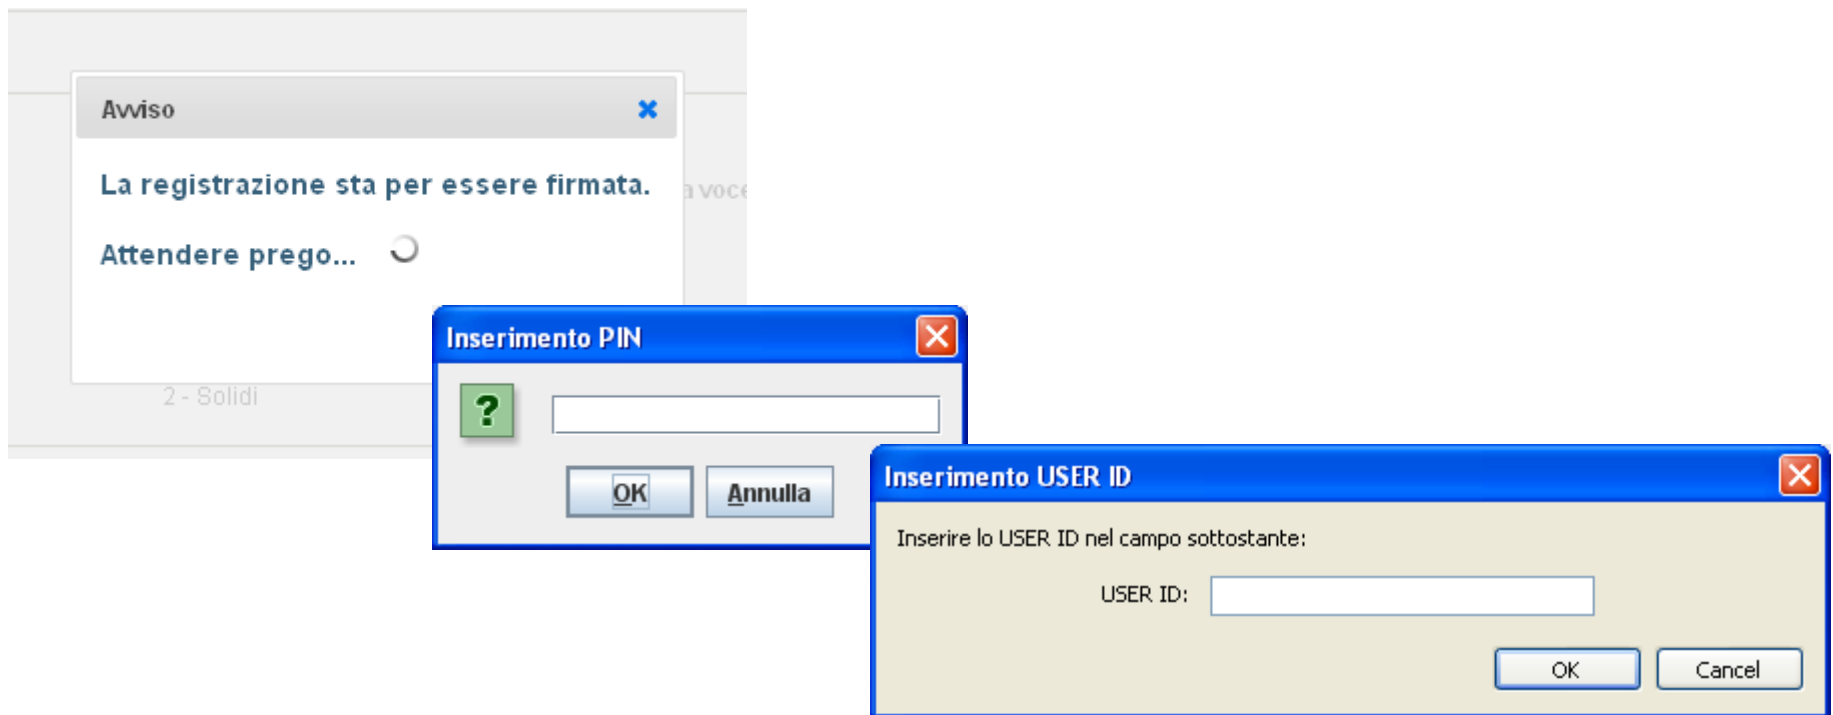 Avviso
La registrazione sta per essere firmata.
a voce
Attendere prego...
2 - Solidi
Inserimento PIN
?
OK
Annulla
Inserimento USER ID
Inserire lo USER ID nel campo sottostante:
USER ID:
OK
Cancel